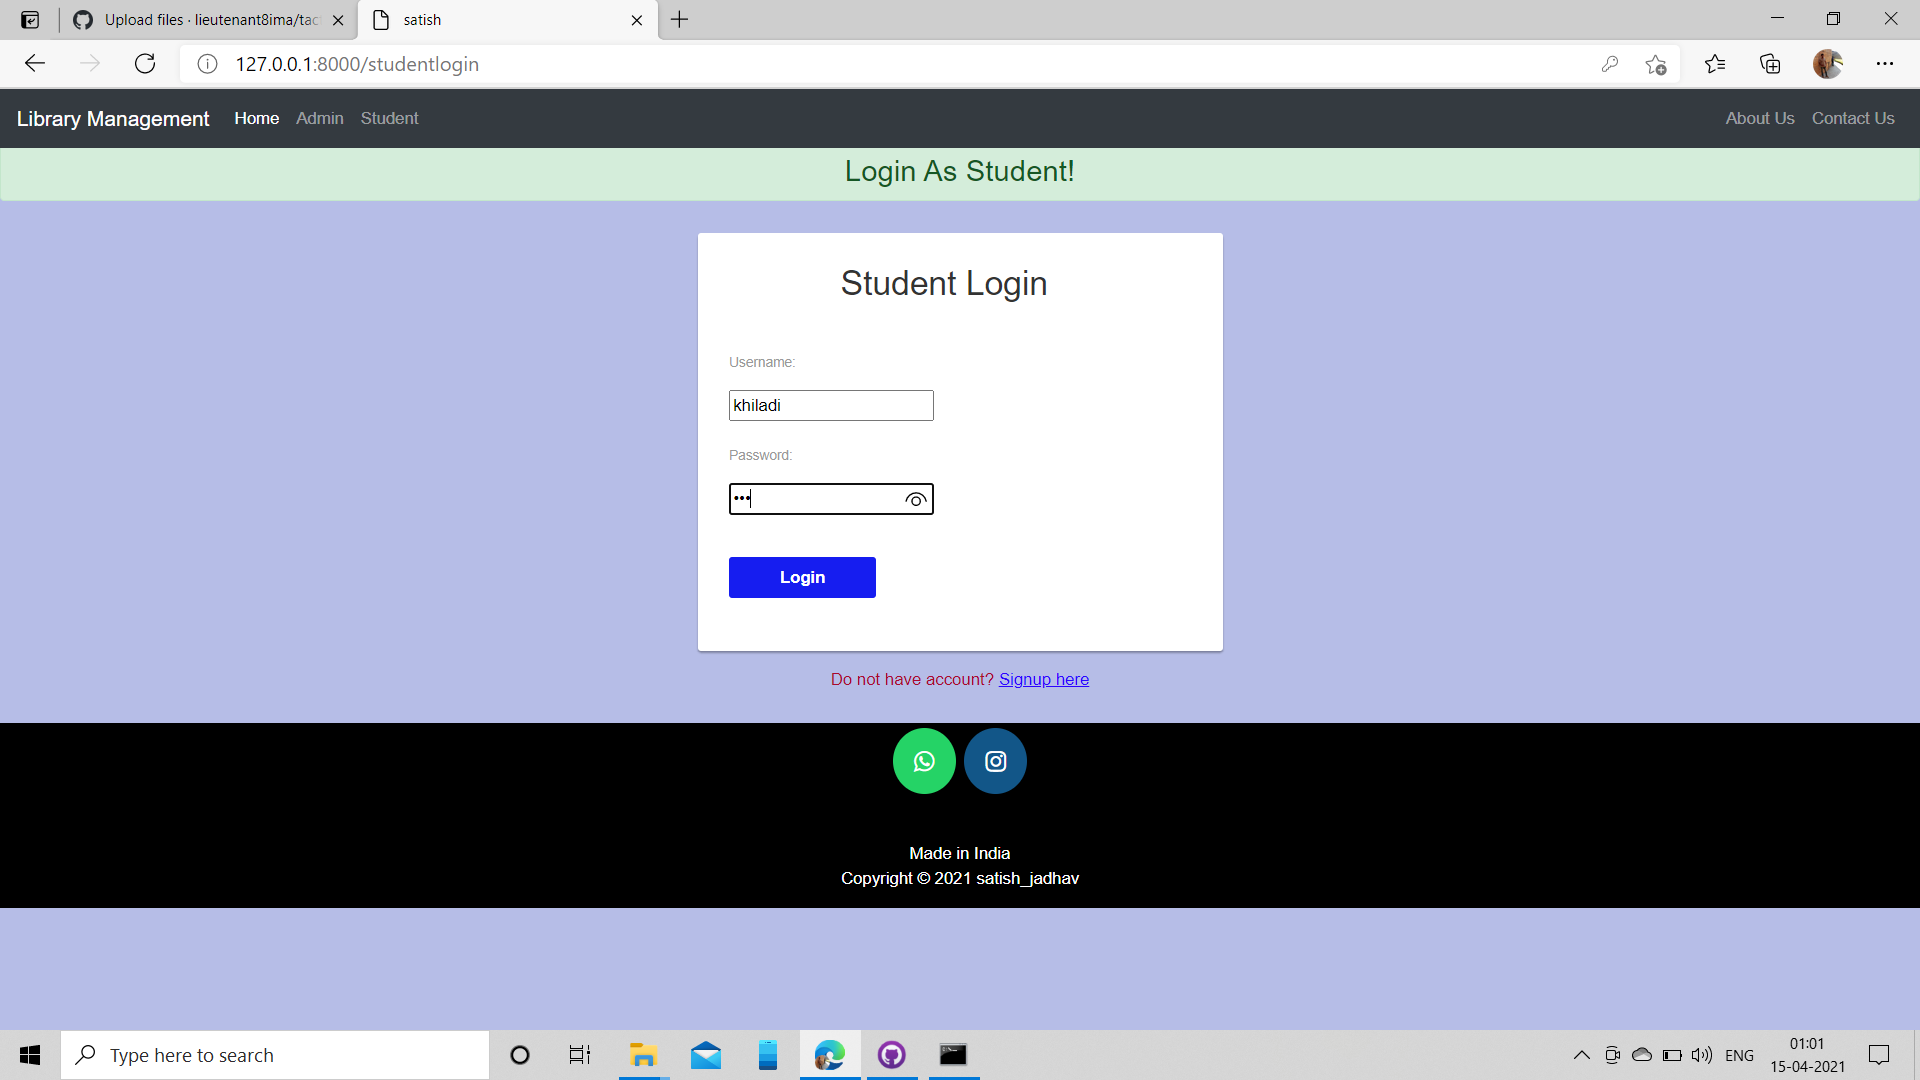 Upload files · lieutenant8ima/tac
satish
127.0.0.1:8000/studentlogin
Library Management Home Admin Student About Us Contact Us
Login As Student!
Student Login
Username:
khiladi
Password:
•••
Login
Do not have account? Signup here
Made in India
Copyright © 2021 satish_jadhav
Type here to search
ENG
01:01
15-04-2021